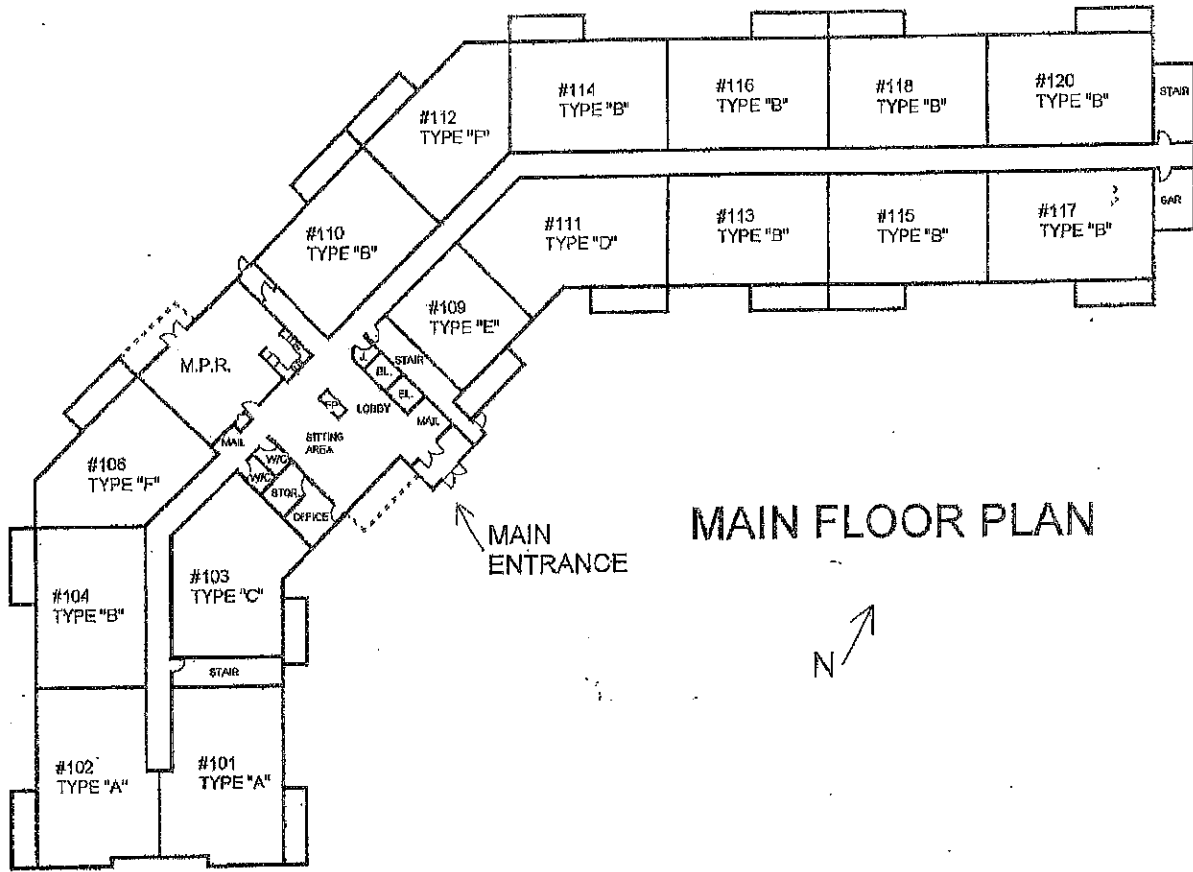 #114
TYPE "B"
#116
TYPE "B"
#118
TYPE "B"
#120
TYPE "B"
STAIR
#112
TYPE "F"
GAR
#111
TYPE "D"
#113
TYPE "B"
#115
TYPE "B"
#117
TYPE "B"
#110
TYPE "B"
#109
TYPE "E"
M.P.R.
STAIR
EL.
EL.
LOBBY
MAIL
FP
MAIL
SITTING
AREA
W/C
W/C
STOR.
OFFICE
#106
TYPE "F"
MAIN
ENTRANCE
MAIN FLOOR PLAN
#103
TYPE "C"
#104
TYPE "B"
N
STAIR
#102
TYPE "A"
#101
TYPE "A"